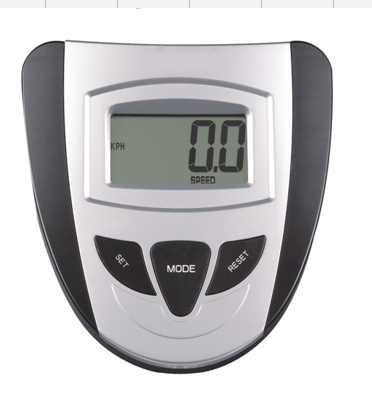 KPH 0.0
SPEED
SET MODE RESET